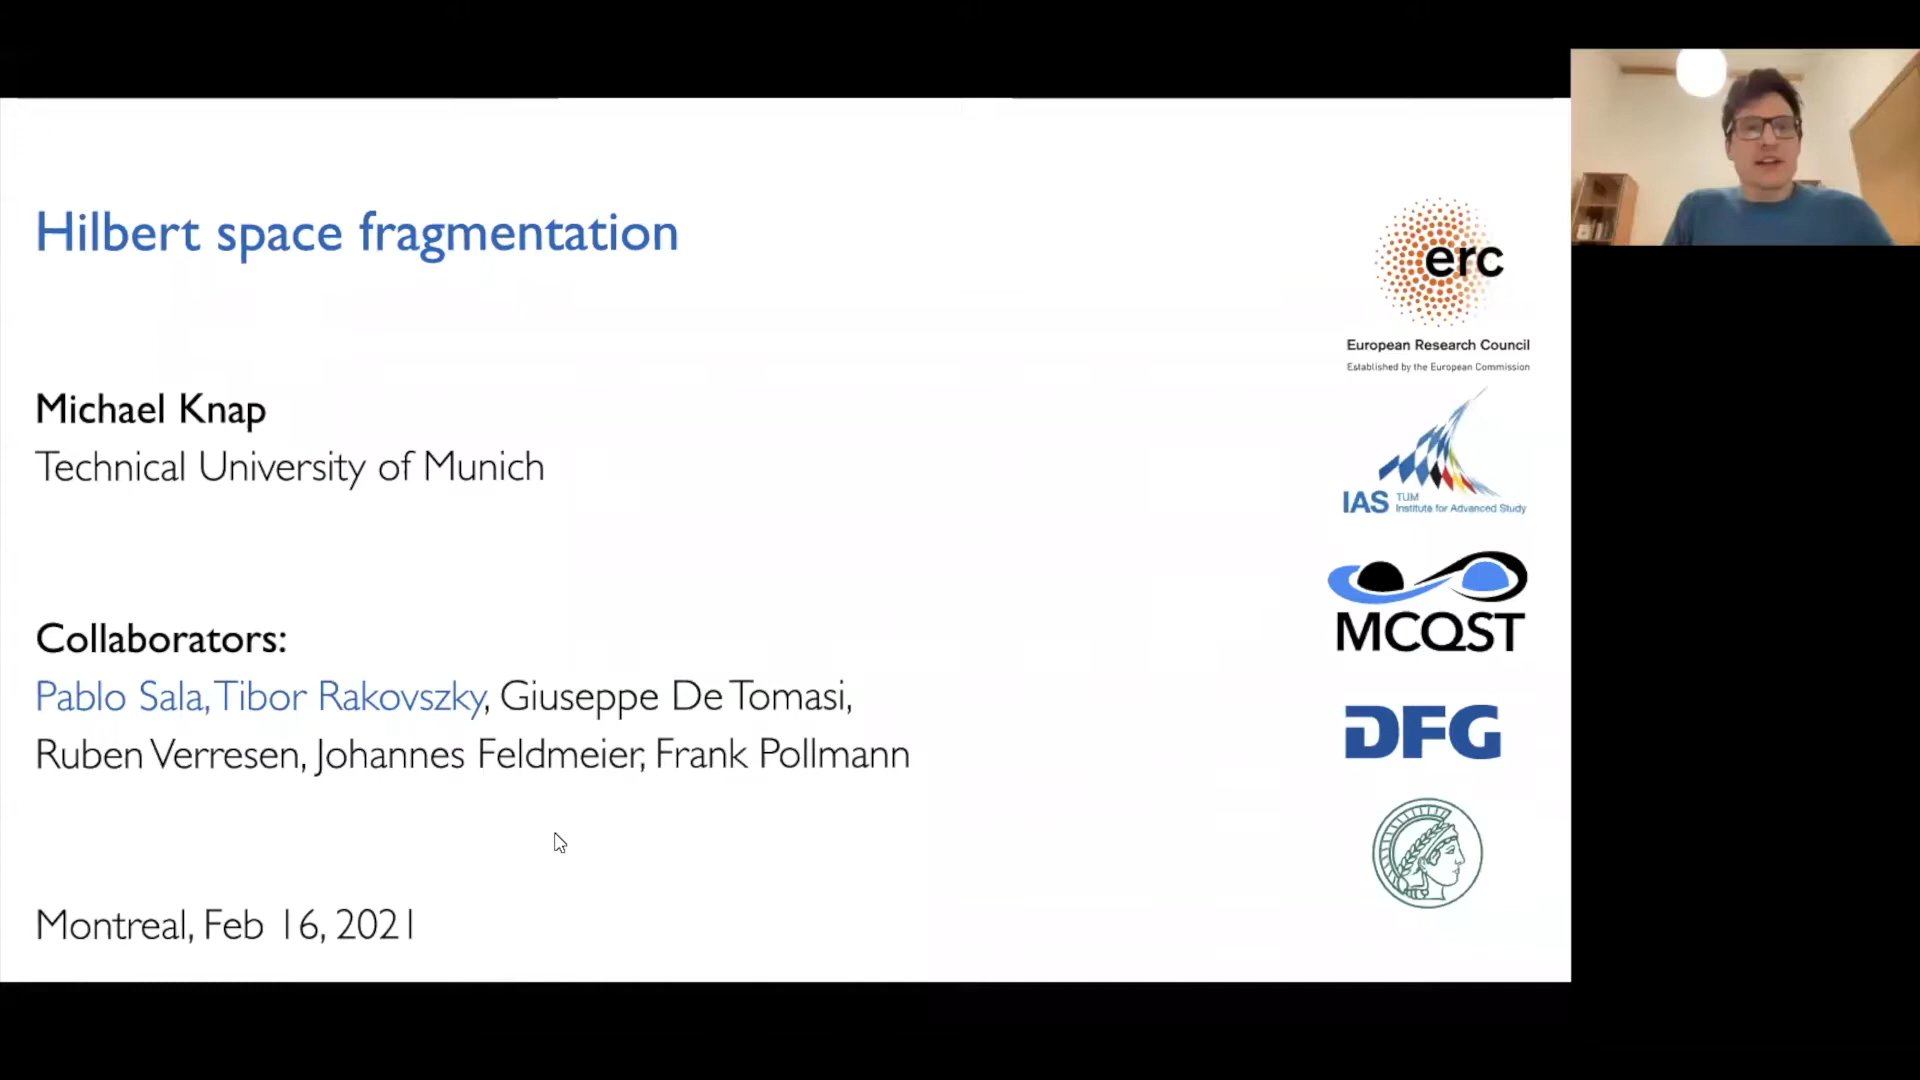 Hilbert space fragmentation
Michael Knap
Technical University of Munich
Collaborators:
Pablo Sala, Tibor Rakovszky, Giuseppe De Tomasi,
Ruben Verresen, Johannes Feldmeier, Frank Pollmann
Montreal, Feb 16, 2021
erc
European Research Council
Established by the European Commission
IAS TUM
Institute for Advanced Study
MCQST
DFG